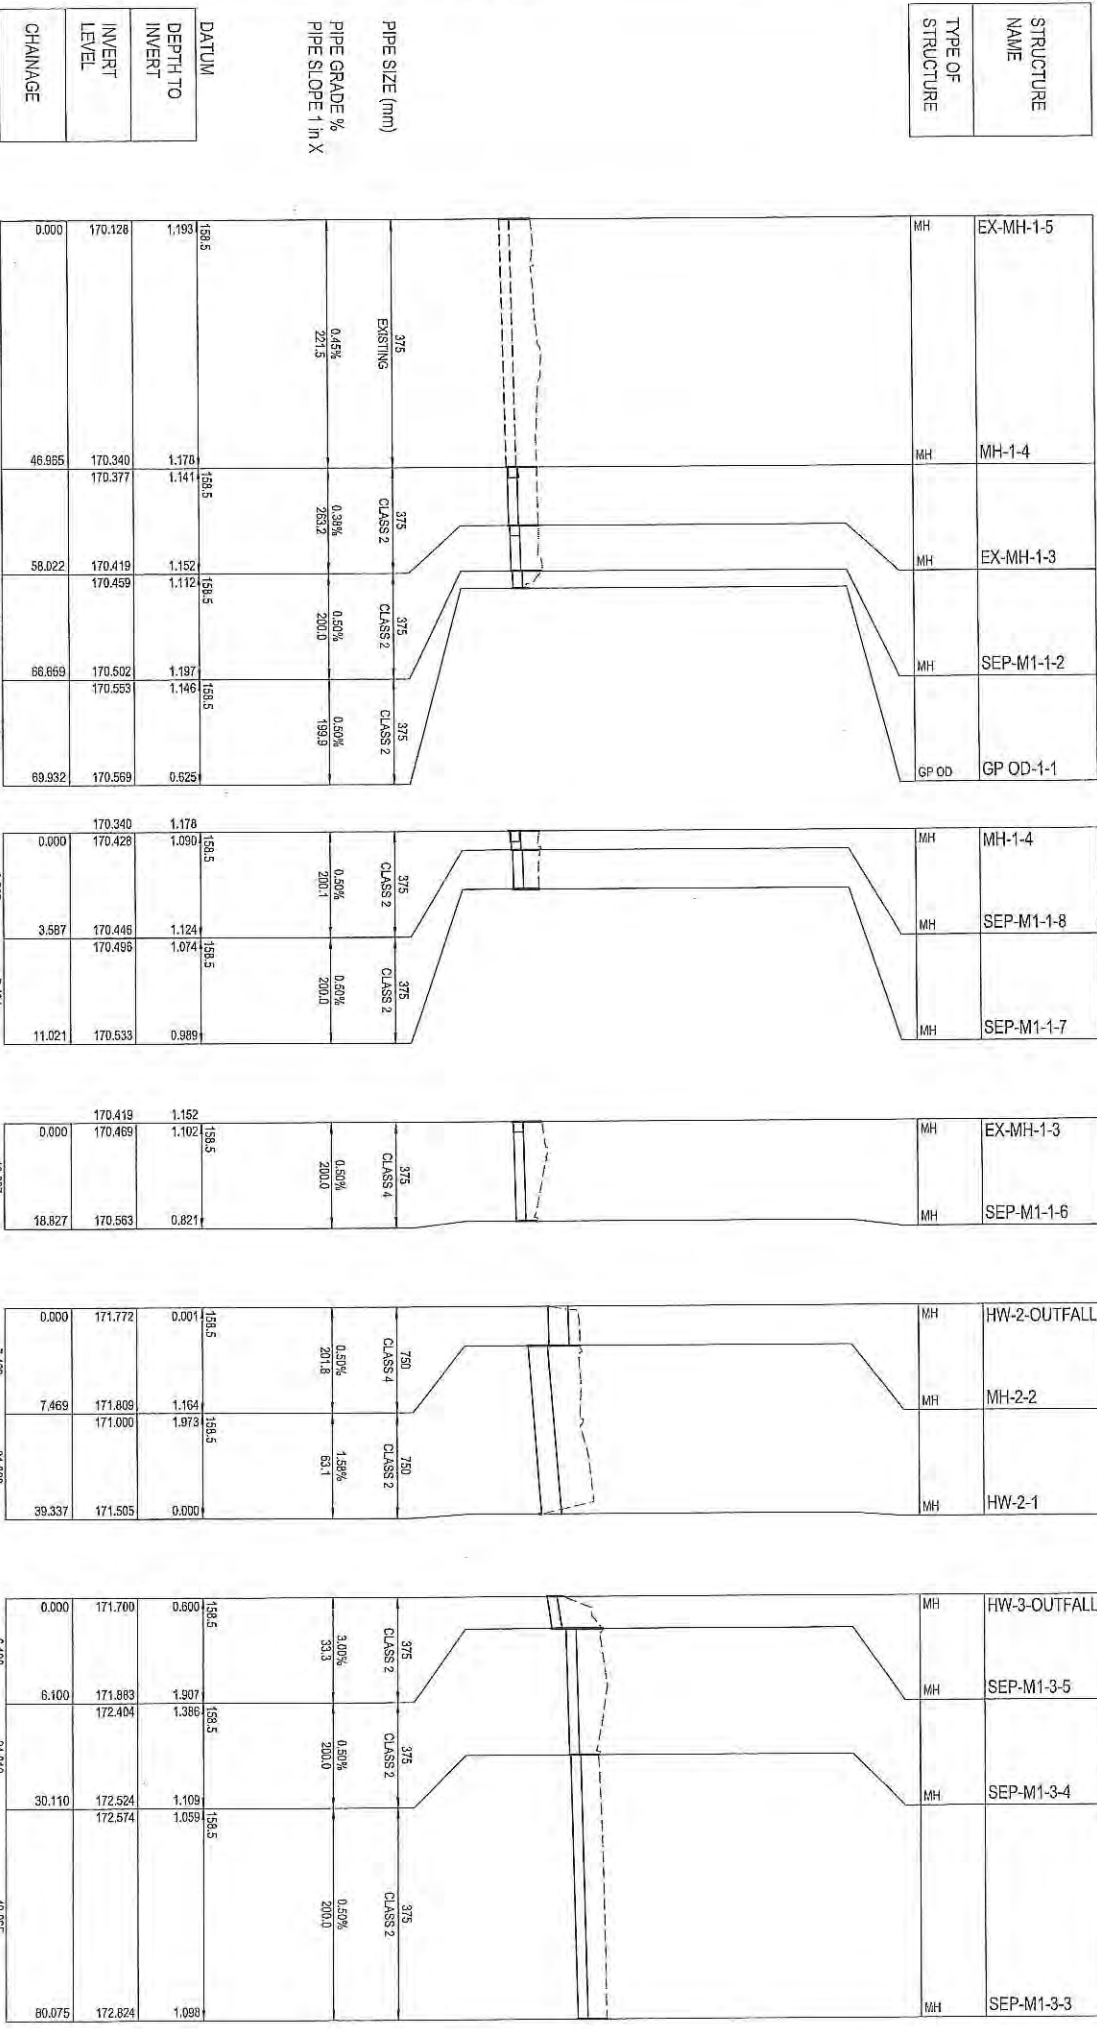 STRUCTURE
NAME
TYPE OF
STRUCTURE
PIPE SIZE (mm)
PIPE GRADE %
PIPE SLOPE 1 in X
DATUM
DEPTH TO
INVERT
INVERT
LEVEL
CHAINAGE
EX-MH-1-5
MH-1-4
EX-MH-1-3
SEP-M1-1-2
GP OD-1-1
MH
MH
MH
MH
GP OD
375
EXISTING
375
CLASS 2
375
CLASS 2
375
CLASS 2
0.45%
221.5
0.38%
263.2
0.50%
200.0
0.50%
199.9
158.5
158.5
158.5
158.5
1.193
1.178
1.141
1.152
1.112
1.197
1.146
0.625
170.128
170.340
170.377
170.419
170.459
170.502
170.553
170.569
0.000
46.965
58.022
66.659
69.932
MH-1-4
SEP-M1-1-8
SEP-M1-1-7
MH
MH
MH
375
CLASS 2
375
CLASS 2
0.50%
200.1
0.50%
200.0
158.5
158.5
1.178
1.090
1.124
1.074
0.989
170.340
170.428
170.446
170.496
170.533
0.000
3.587
11.021
EX-MH-1-3
SEP-M1-1-6
MH
MH
375
CLASS 4
0.50%
200.0
158.5
1.152
1.102
0.821
170.419
170.469
170.563
0.000
18.827
HW-2-OUTFALL
MH-2-2
HW-2-1
MH
MH
MH
750
CLASS 4
750
CLASS 2
0.50%
201.8
1.58%
63.1
158.5
158.5
0.001
1.164
1.973
0.000
171.772
171.809
171.000
171.505
0.000
7.469
39.337
HW-3-OUTFALL
SEP-M1-3-5
SEP-M1-3-4
SEP-M1-3-3
MH
MH
MH
MH
375
CLASS 2
375
CLASS 2
375
CLASS 2
3.00%
33.3
0.50%
200.0
0.50%
200.0
158.5
158.5
158.5
0.600
1.907
1.386
1.109
1.059
1.098
171.700
171.883
172.404
172.524
172.574
172.824
0.000
6.100
30.110
80.075